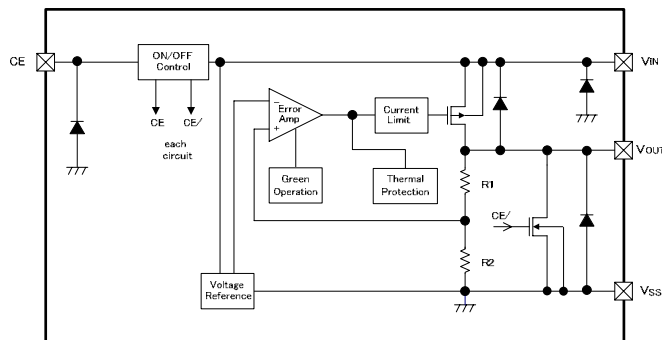 CE
ON/OFF
Control
VIN
CE
CE/
each
circuit
−
Error
Amp
+
Current
Limit
Green
Operation
Thermal
Protection
VOUT
R1
CE/
R2
Voltage
Reference
VSS